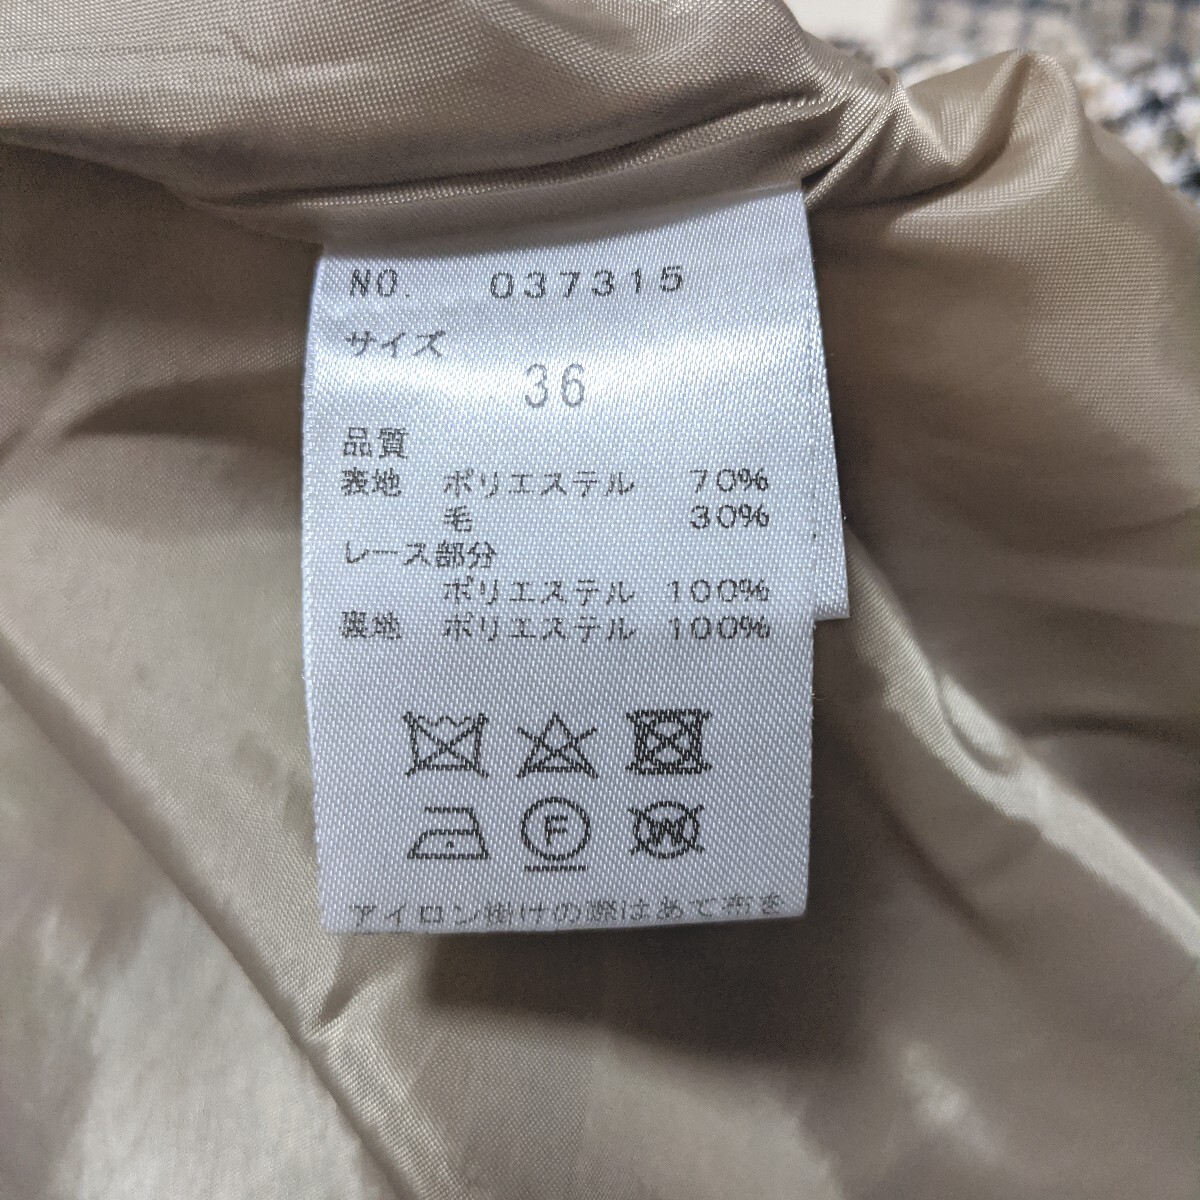 NO. 037315
サイズ
36
品質
表地 ポリエステル 70%
毛 30%
レース部分
ポリエステル 100%
裏地 ポリエステル 100%
F
W
アイロン掛けの際はあて布を